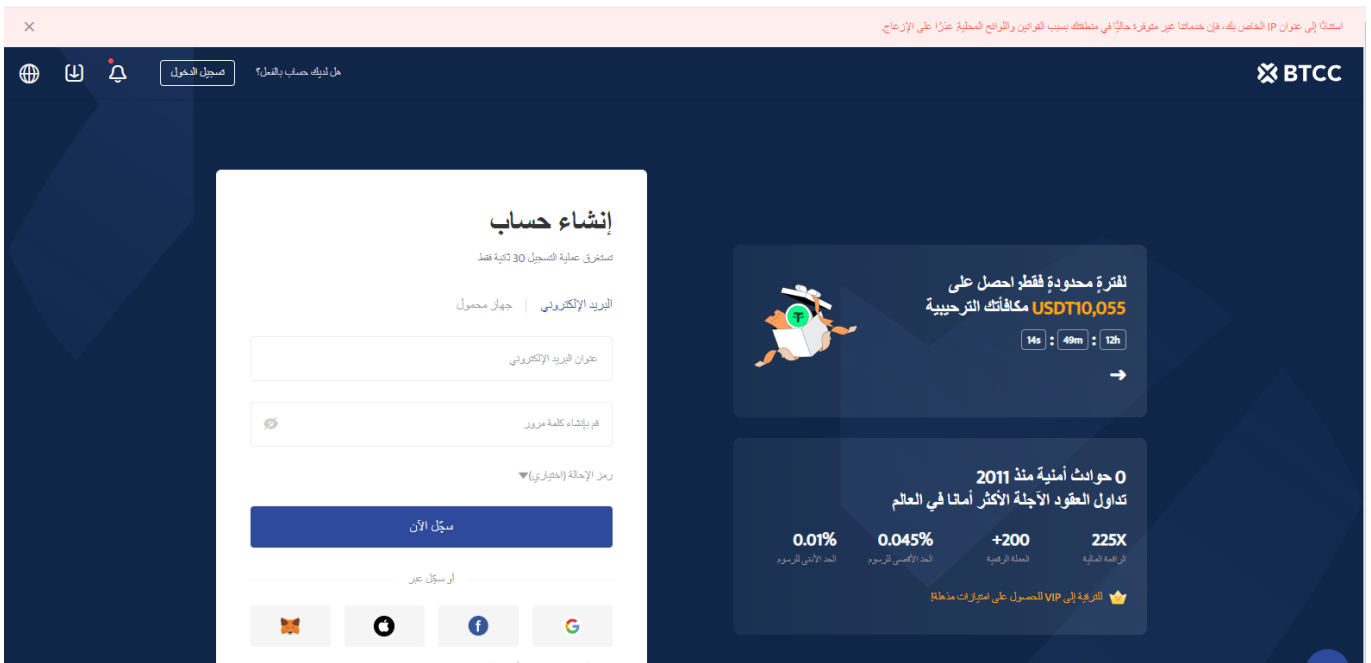 استنادًا إلى عنوان IP الخاص بك، فإن خدماتنا غير متوفرة حاليًا في منطقتك بسبب القوانين واللوائح المحلية. عذرًا على الإزعاج.
BTCC
هل لديك حساب بالفعل؟
تسجيل الدخول
إنشاء حساب
تستغرق عملية التسجيل 30 ثانية فقط
البريد الإلكتروني | جهاز محمول
عنوان البريد الإلكتروني
قم بإنشاء كلمة مرور
رمز الإحالة (اختياري)
سجّل الآن
أو سجّل عبر
لفترةٍ محدودةٍ فقط، احصل على
USDT10,055 مكافأتك الترحيبية
12h : 49m : 14s
0 حوادث أمنية منذ 2011
تداول العقود الآجلة الأكثر أمانا في العالم
225X +200 0.045% 0.01%
الرافعة المالية العملة الرقمية الحد الأقصى للرسوم الحد الأدنى للرسوم
للترقية إلى VIP للحصول على امتيازات مذهلة!